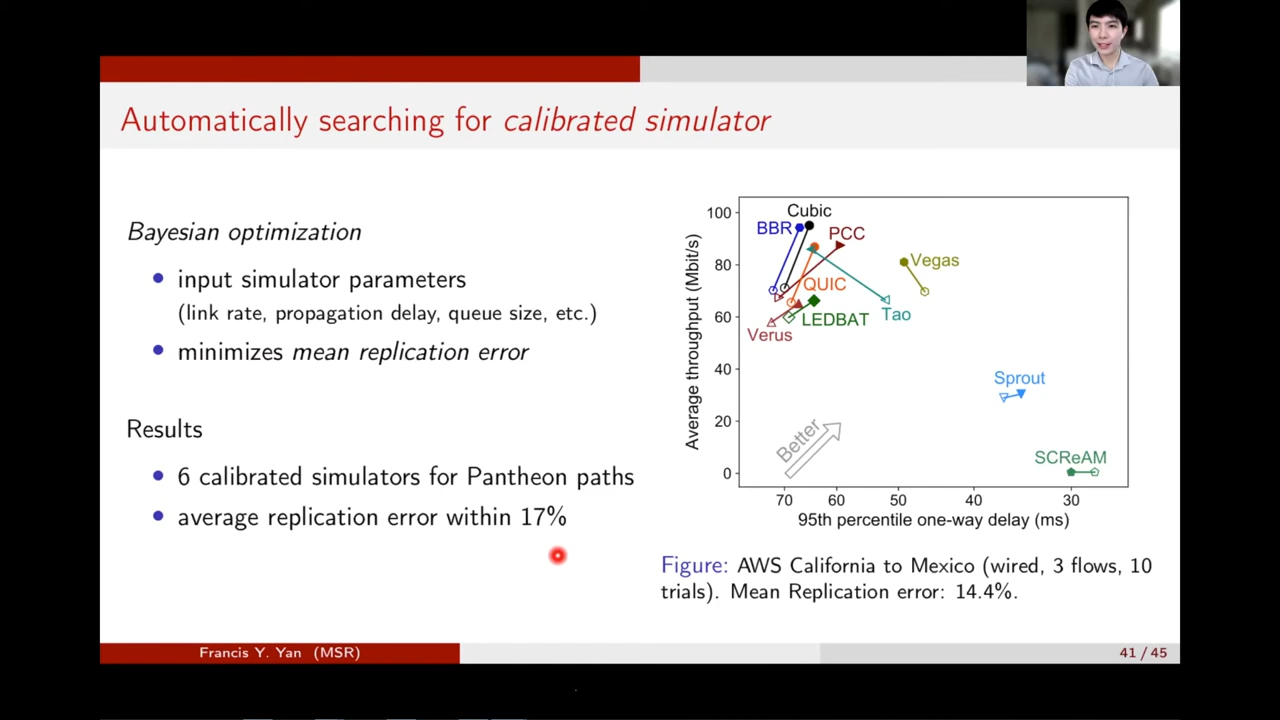 Automatically searching for calibrated simulator
Bayesian optimization
• input simulator parameters
(link rate, propagation delay, queue size, etc.)
• minimizes mean replication error
Results
• 6 calibrated simulators for Pantheon paths
• average replication error within 17%
Average throughput (Mbit/s)
100
80
60
40
20
0
Cubic
BBR
PCC
Vegas
QUIC
LEDBAT
Tao
Verus
Sprout
Better
SCReAM
70 60 50 40 30
95th percentile one-way delay (ms)
Figure: AWS California to Mexico (wired, 3 flows, 10
trials). Mean Replication error: 14.4%.
Francis Y. Yan (MSR)
41 / 45